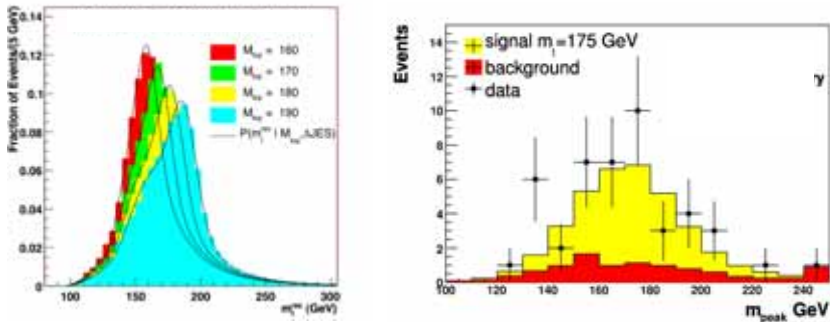 Fraction of Events/(5 GeV)
0.14
0.12
0.1
0.08
0.06
0.04
0.02
0
M_top = 160
M_top = 170
M_top = 180
M_top = 190
100 150 200 250 300
(GeV)
Events
14
12
10
8
6
4
2
0
signal m_t=175 GeV
background
data
100 120 140 160 180 200 220 240
m_peak GeV